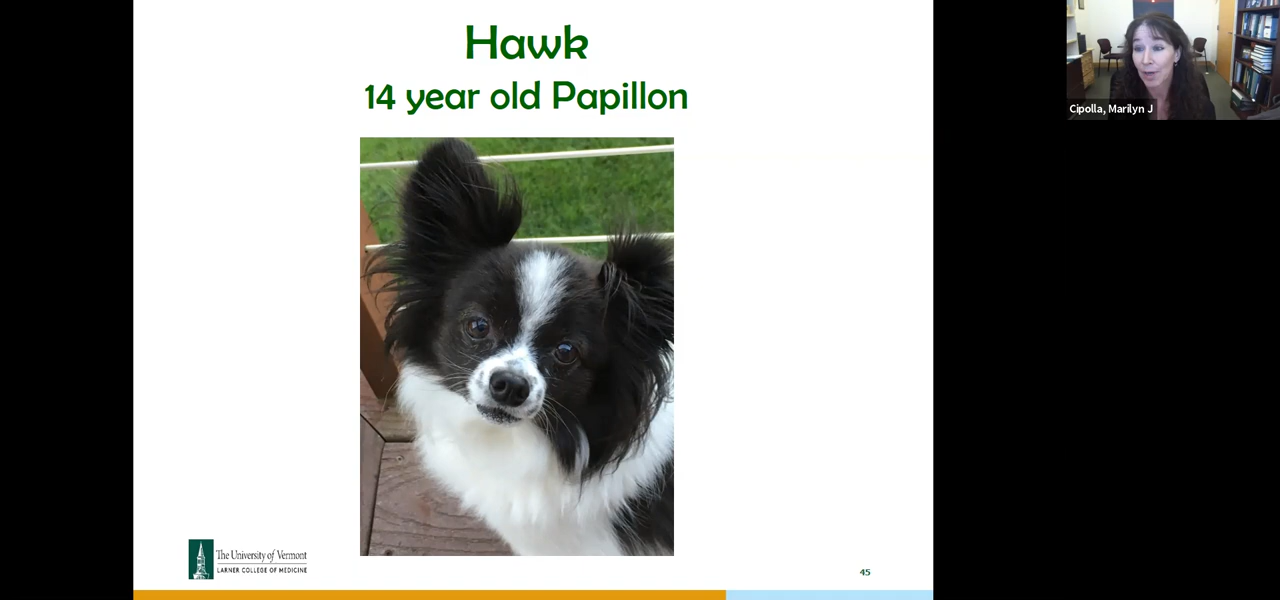 Hawk
14 year old Papillon
Cipolla, Marilyn J
The University of Vermont
LARNER COLLEGE OF MEDICINE
45